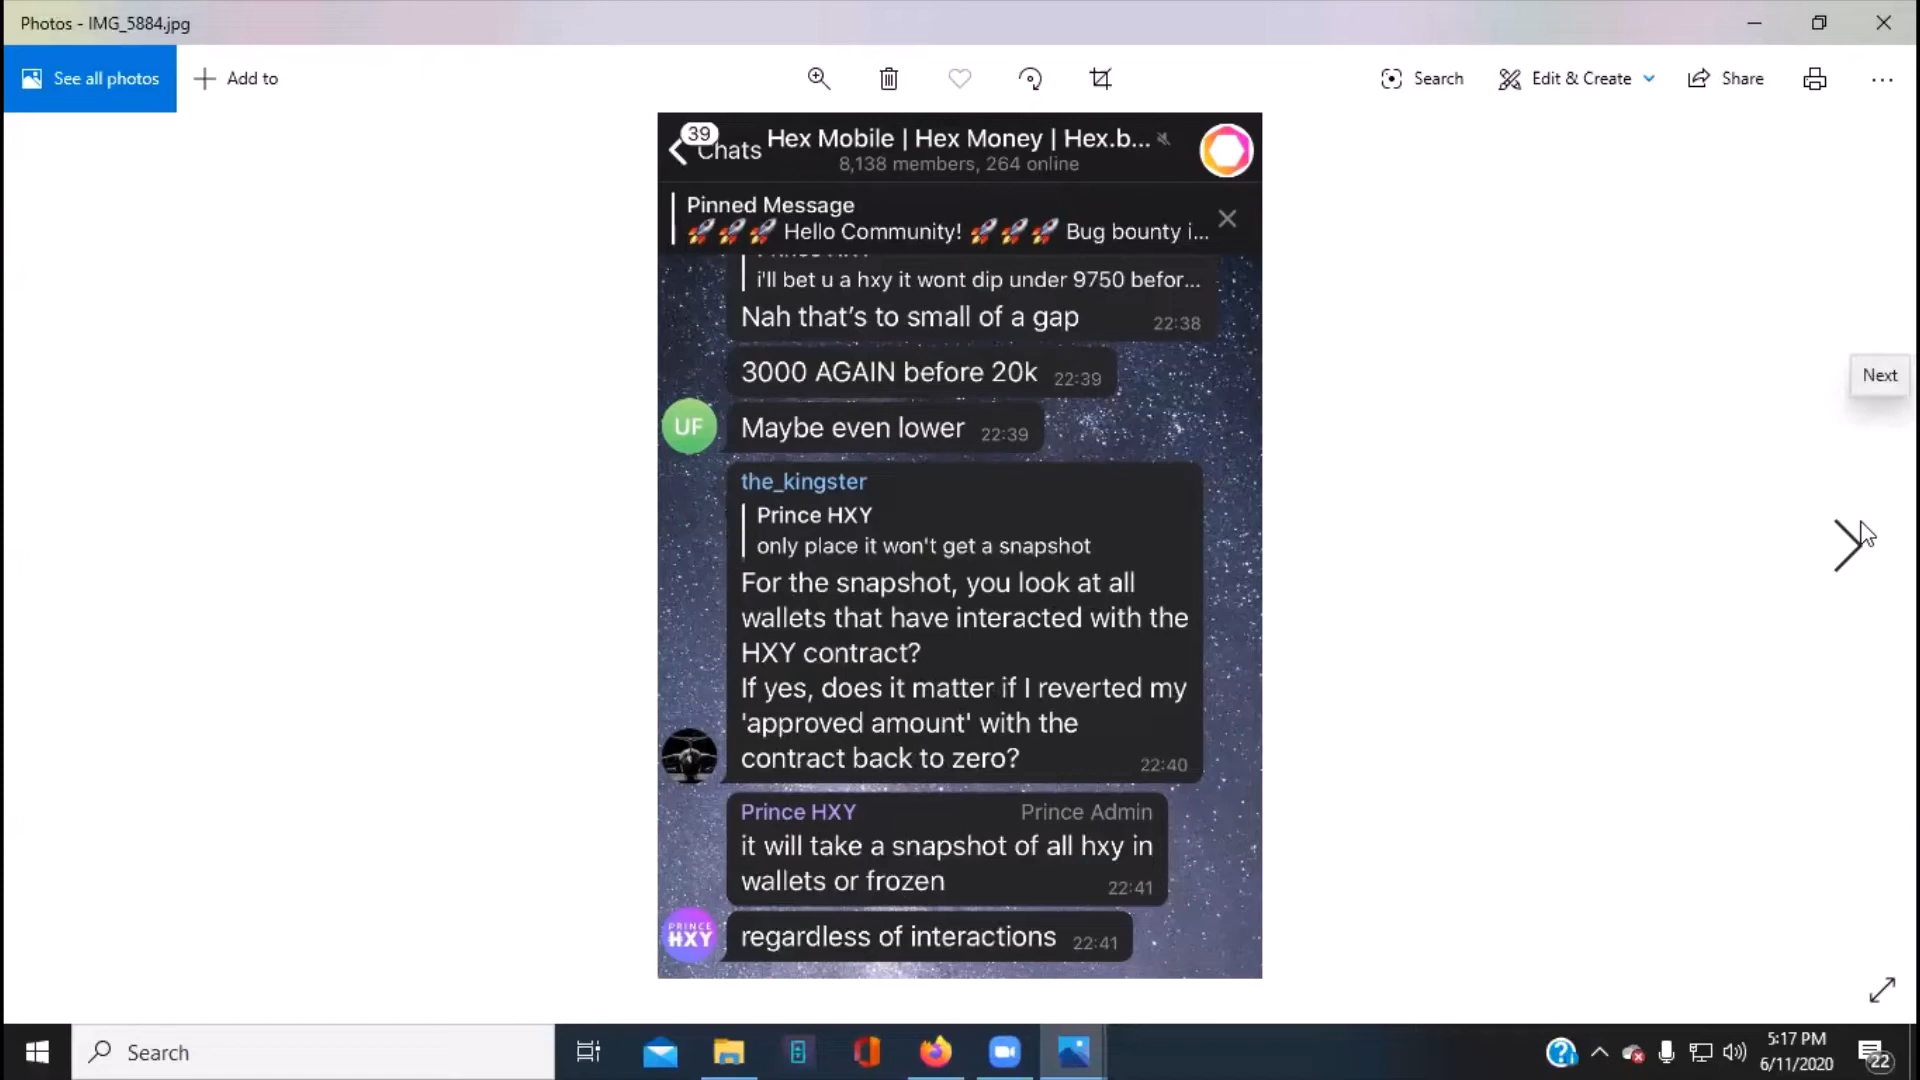 Photos - IMG_5884.jpg
See all photos
Add to
Search
Edit & Create
Share
39
Chats
Hex Mobile | Hex Money | Hex.b...
8,138 members, 264 online
Pinned Message
🚀🚀🚀 Hello Community! 🚀🚀🚀 Bug bounty i...
i'll bet u a hxy it wont dip under 9750 befor...
Nah that's to small of a gap 22:38
3000 AGAIN before 20k 22:39
UF
Maybe even lower 22:39
the_kingster
Prince HXY
only place it won't get a snapshot
For the snapshot, you look at all
wallets that have interacted with the
HXY contract?
If yes, does it matter if I reverted my
'approved amount' with the
contract back to zero? 22:40
Prince HXY Prince Admin
it will take a snapshot of all hxy in
wallets or frozen 22:41
PRINCE
HXY
regardless of interactions 22:41
Next
Search
5:17 PM
6/11/2020
22